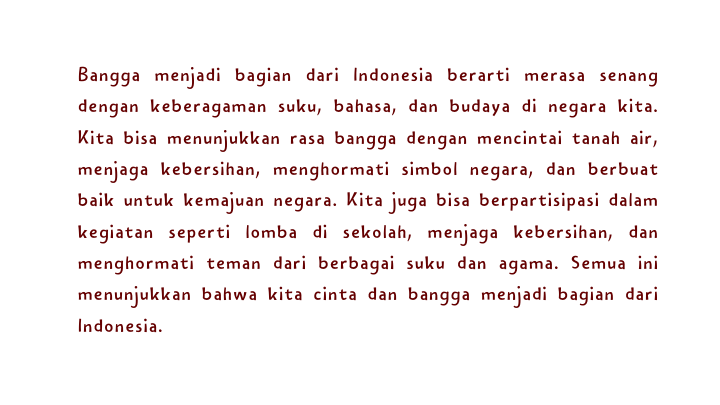 Bangga menjadi bagian dari Indonesia berarti merasa senang
dengan keberagaman suku, bahasa, dan budaya di negara kita.
Kita bisa menunjukkan rasa bangga dengan mencintai tanah air,
menjaga kebersihan, menghormati simbol negara, dan berbuat
baik untuk kemajuan negara. Kita juga bisa berpartisipasi dalam
kegiatan seperti lomba di sekolah, menjaga kebersihan, dan
menghormati teman dari berbagai suku dan agama. Semua ini
menunjukkan bahwa kita cinta dan bangga menjadi bagian dari
Indonesia.